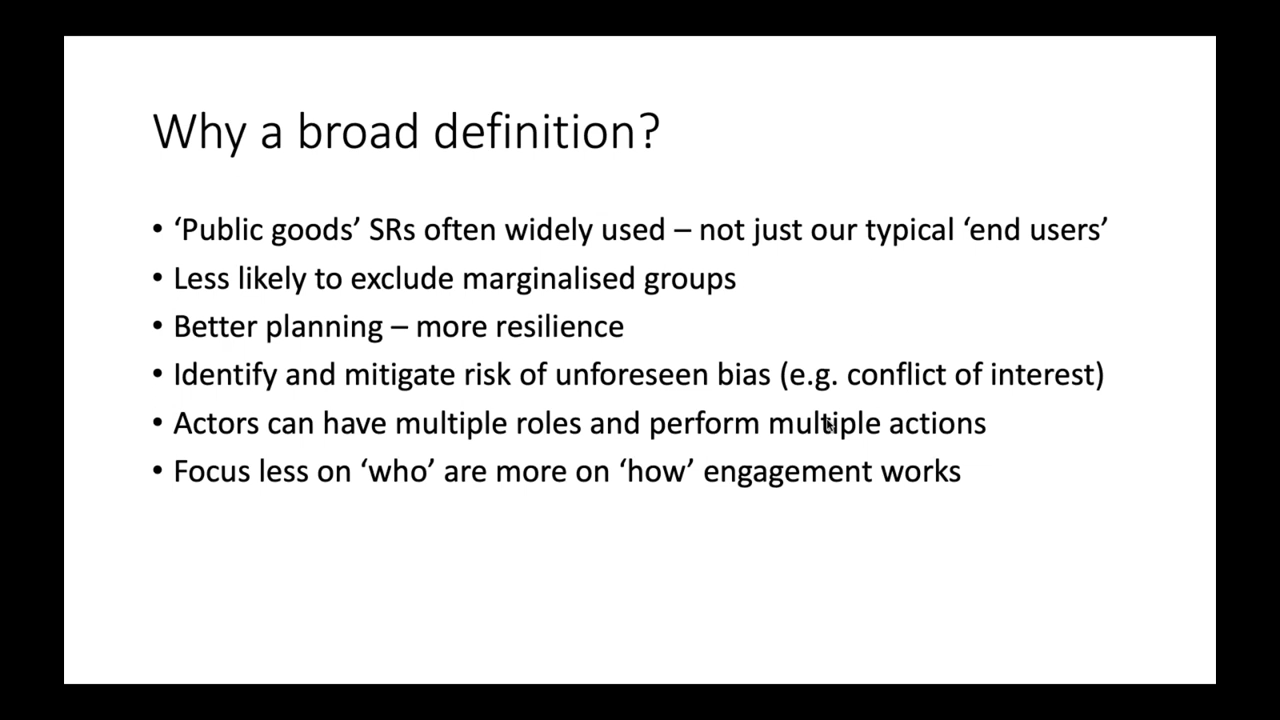 Why a broad definition?
• ‘Public goods’ SRs often widely used – not just our typical ‘end users’
• Less likely to exclude marginalised groups
• Better planning – more resilience
• Identify and mitigate risk of unforeseen bias (e.g. conflict of interest)
• Actors can have multiple roles and perform multiple actions
• Focus less on ‘who’ are more on ‘how’ engagement works